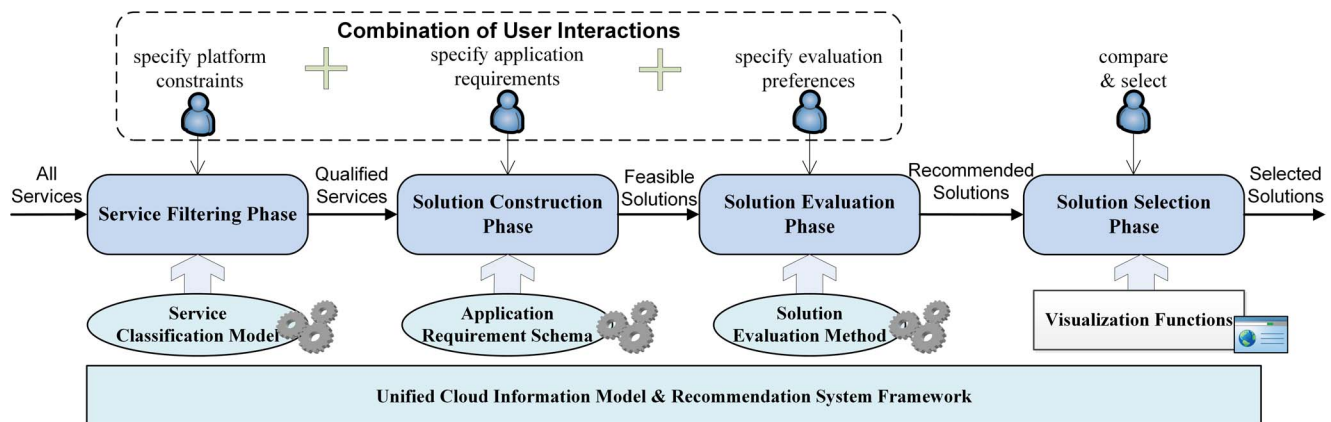 Combination of User Interactions
specify platform
constraints
specify application
requirements
specify evaluation
preferences
compare
& select
All
Services
Service Filtering Phase
Qualified
Services
Solution Construction
Phase
Feasible
Solutions
Solution Evaluation
Phase
Recommended
Solutions
Solution Selection
Phase
Selected
Solutions
Service
Classification Model
Application
Requirement Schema
Solution
Evaluation Method
Visualization Functions
Unified Cloud Information Model & Recommendation System Framework